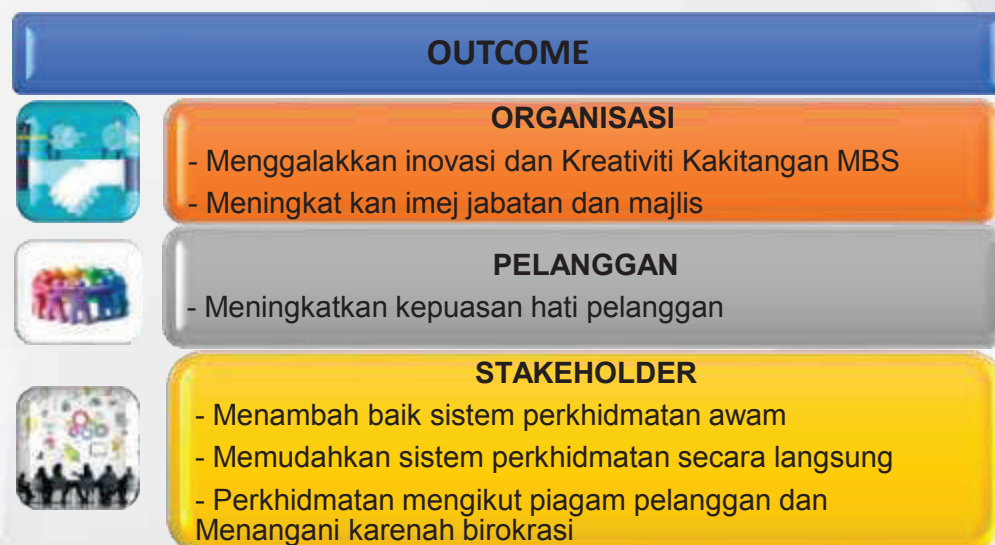 OUTCOME
ORGANISASI
- Menggalakkan inovasi dan Kreativiti Kakitangan MBS
- Meningkat kan imej jabatan dan majlis
PELANGGAN
- Meningkatkan kepuasan hati pelanggan
STAKEHOLDER
- Menambah baik sistem perkhidmatan awam
- Memudahkan sistem perkhidmatan secara langsung
- Perkhidmatan mengikut piagam pelanggan dan
Menangani karenah birokrasi